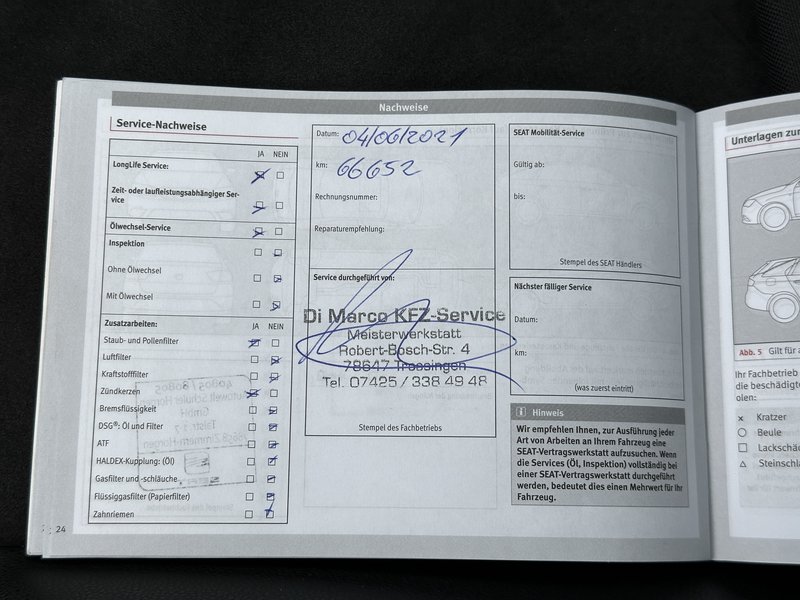 Nachweise
Service-Nachweise
JA NEIN
LongLife Service:
Zeit- oder laufleistungsabhängiger Ser-
vice
Ölwechsel-Service
Inspektion
Ohne Ölwechsel
Mit Ölwechsel
Zusatzarbeiten: JA NEIN
Staub- und Pollenfilter
Luftfilter
Kraftstofffilter
Zündkerzen
Bremsflüssigkeit
DSG®: Öl und Filter
ATF
HALDEX-Kupplung: (Öl)
Gasfilter und -schläuche
Flüssiggasfilter (Papierfilter)
Zahnriemen
24
Datum: 04/06/2021
km: 66652
Rechnungsnummer:
Reparaturempfehlung:
Service durchgeführt von:
Di Marco KFZ-Service
Meisterwerkstatt
Robert-Bosch-Str. 4
78647 Trossingen
Tel. 07425 / 338 49 48
Stempel des Fachbetriebs
SEAT Mobilität-Service
Gültig ab:
bis:
Stempel des SEAT Händlers
Nächster fälliger Service
Datum:
km:
(was zuerst eintritt)
i Hinweis
Wir empfehlen Ihnen, zur Ausführung jeder
Art von Arbeiten an Ihrem Fahrzeug eine
SEAT-Vertragswerkstatt aufzusuchen. Wenn
die Services (Öl, Inspektion) vollständig bei
einer SEAT-Vertragswerkstatt durchgeführt
werden, bedeutet dies einen Mehrwert für Ihr
Fahrzeug.
Unterlagen zur
Abb. 5 Gilt für a
Ihr Fachbetrieb
die beschädigte
olen:
× Kratzer
Beule
Lackschäd
Steinschl